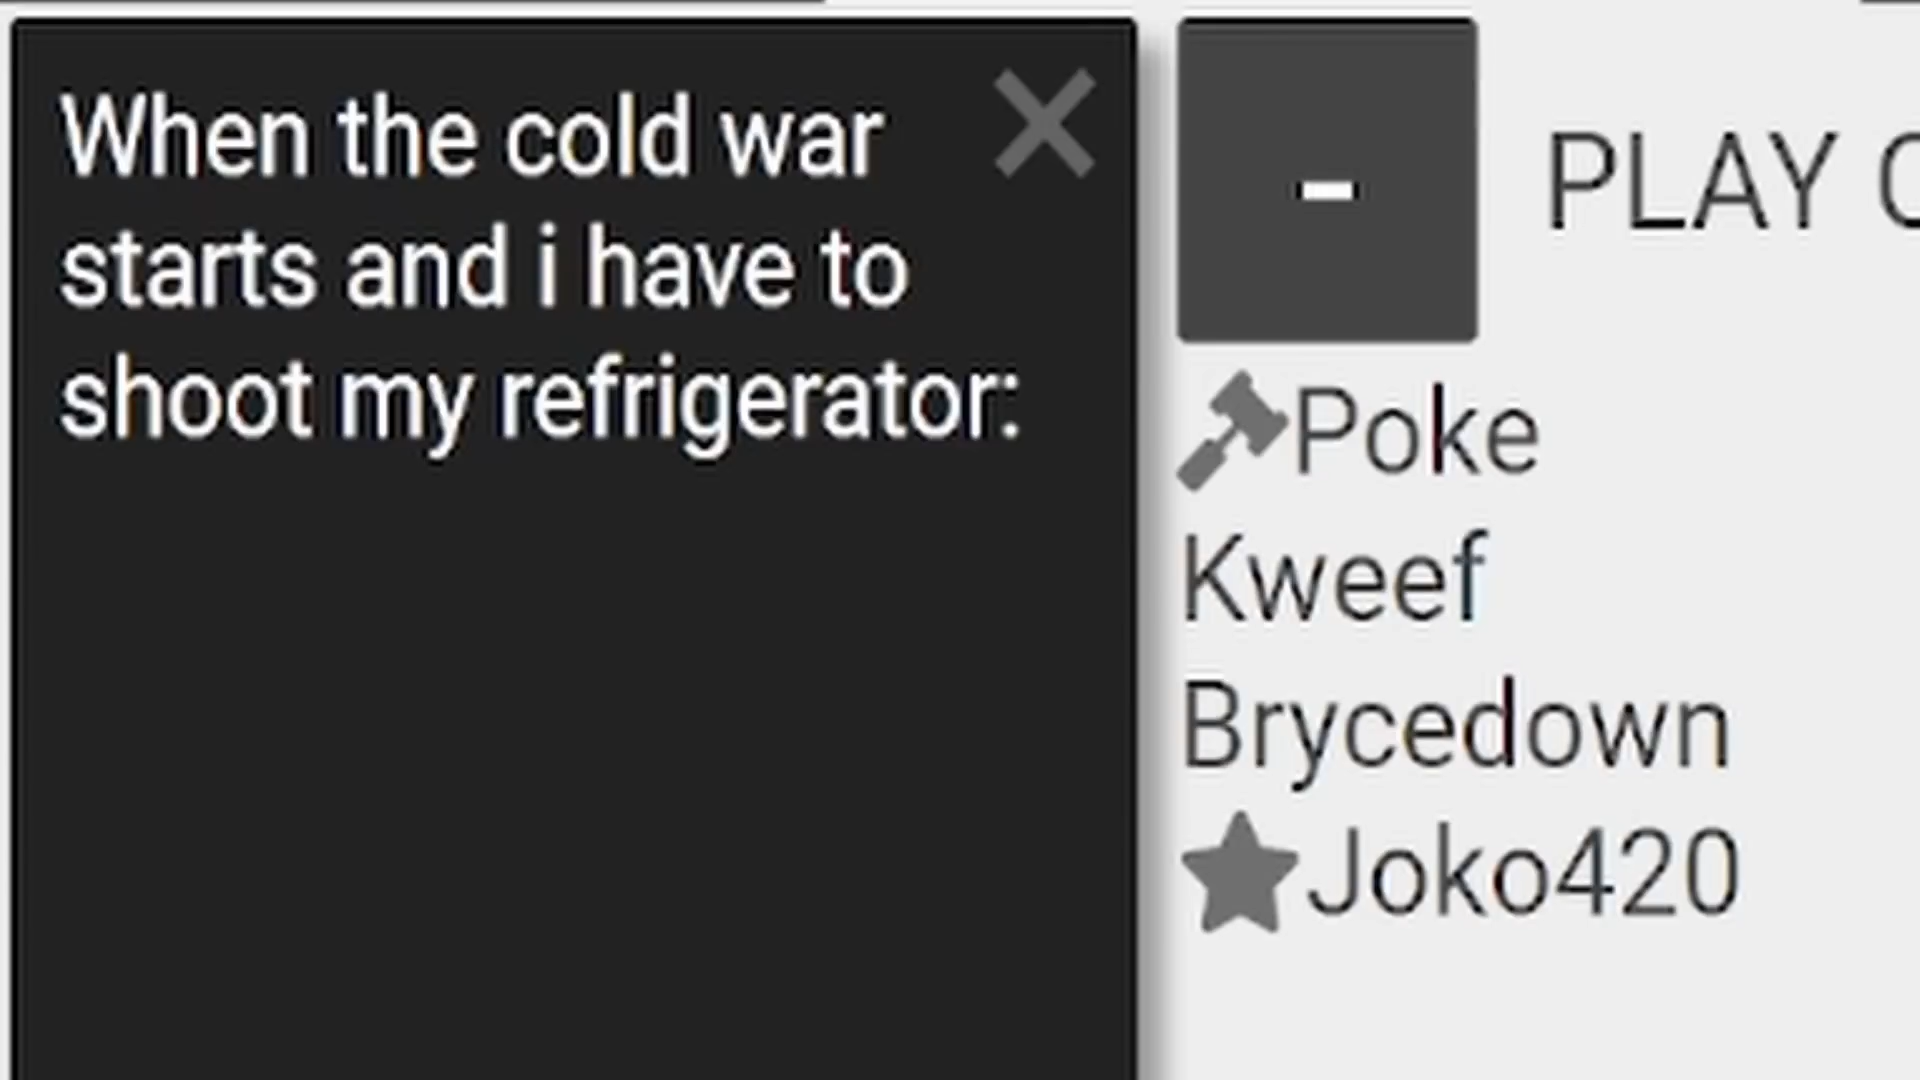 When the cold war
starts and i have to
shoot my refrigerator:
-
PLAY
Poke
Kweef
Brycedown
Joko420